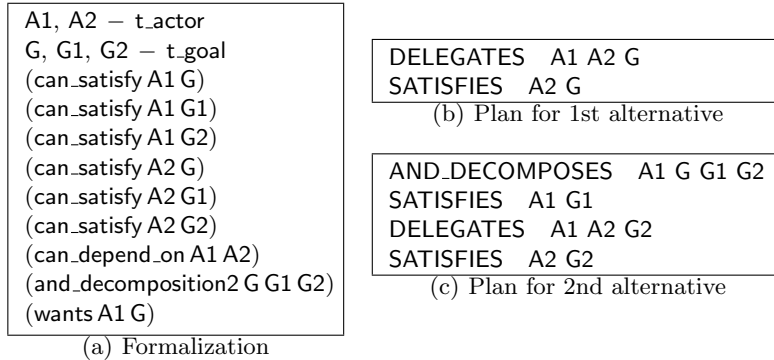 A1, A2 – t_actor
G, G1, G2 – t_goal
(can_satisfy A1 G)
(can_satisfy A1 G1)
(can_satisfy A1 G2)
(can_satisfy A2 G)
(can_satisfy A2 G1)
(can_satisfy A2 G2)
(can_depend_on A1 A2)
(and_decomposition2 G G1 G2)
(wants A1 G)
(a) Formalization
DELEGATES A1 A2 G
SATISFIES A2 G
(b) Plan for 1st alternative
AND_DECOMPOSES A1 G G1 G2
SATISFIES A1 G1
DELEGATES A1 A2 G2
SATISFIES A2 G2
(c) Plan for 2nd alternative